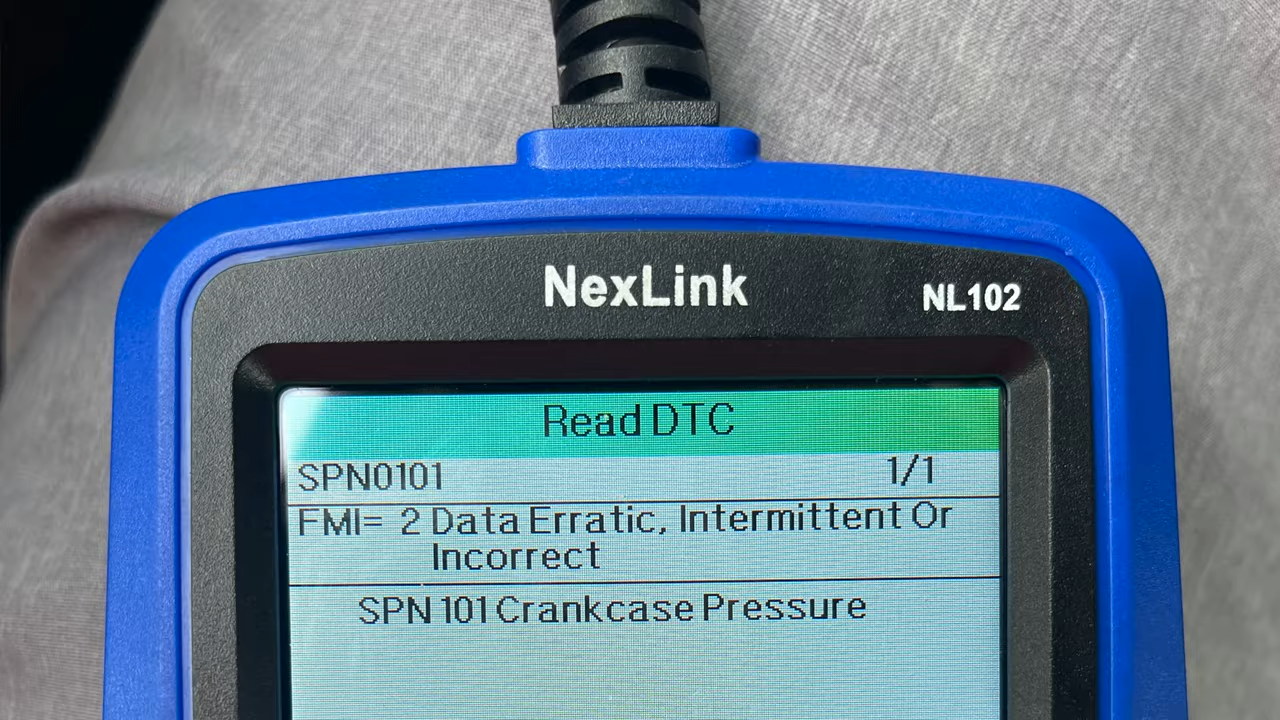 NexLink
NL102
Read DTC
SPN0101 1/1
FMI= 2 Data Erratic, Intermittent Or
Incorrect
SPN 101 Crankcase Pressure